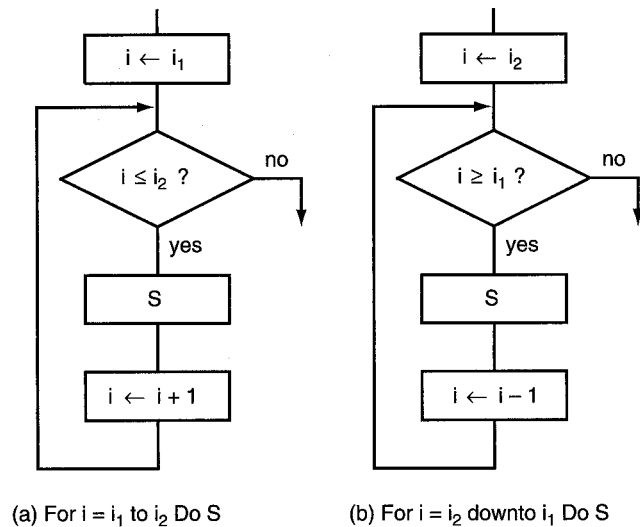 i ← i₁
i ≤ i₂ ?
no
yes
S
i ← i + 1
(a) For i = i₁ to i₂ Do S
i ← i₂
i ≥ i₁ ?
no
yes
S
i ← i – 1
(b) For i = i₂ downto i₁ Do S